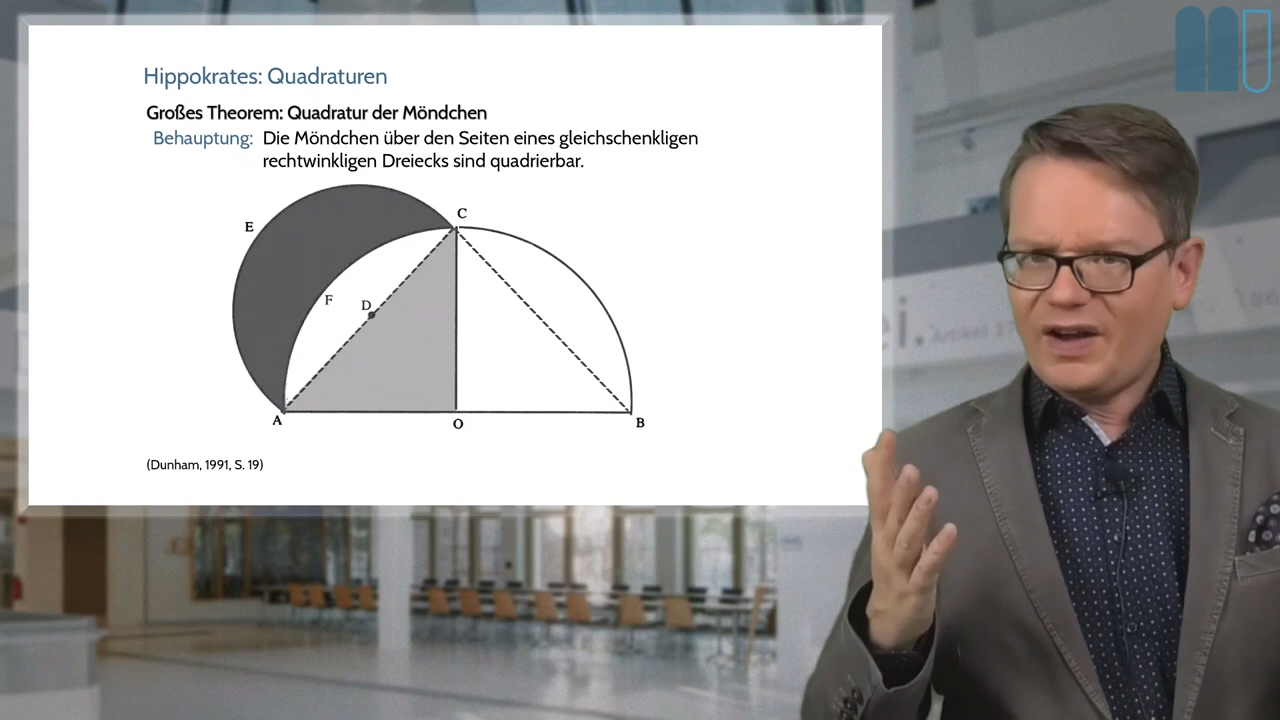 Hippokrates: Quadraturen
Großes Theorem: Quadratur der Möndchen
Behauptung: Die Möndchen über den Seiten eines gleichschenkligen
rechtwinkligen Dreiecks sind quadrierbar.
C
E
F
D
A
O
B
(Dunham, 1991, S. 19)
ei.